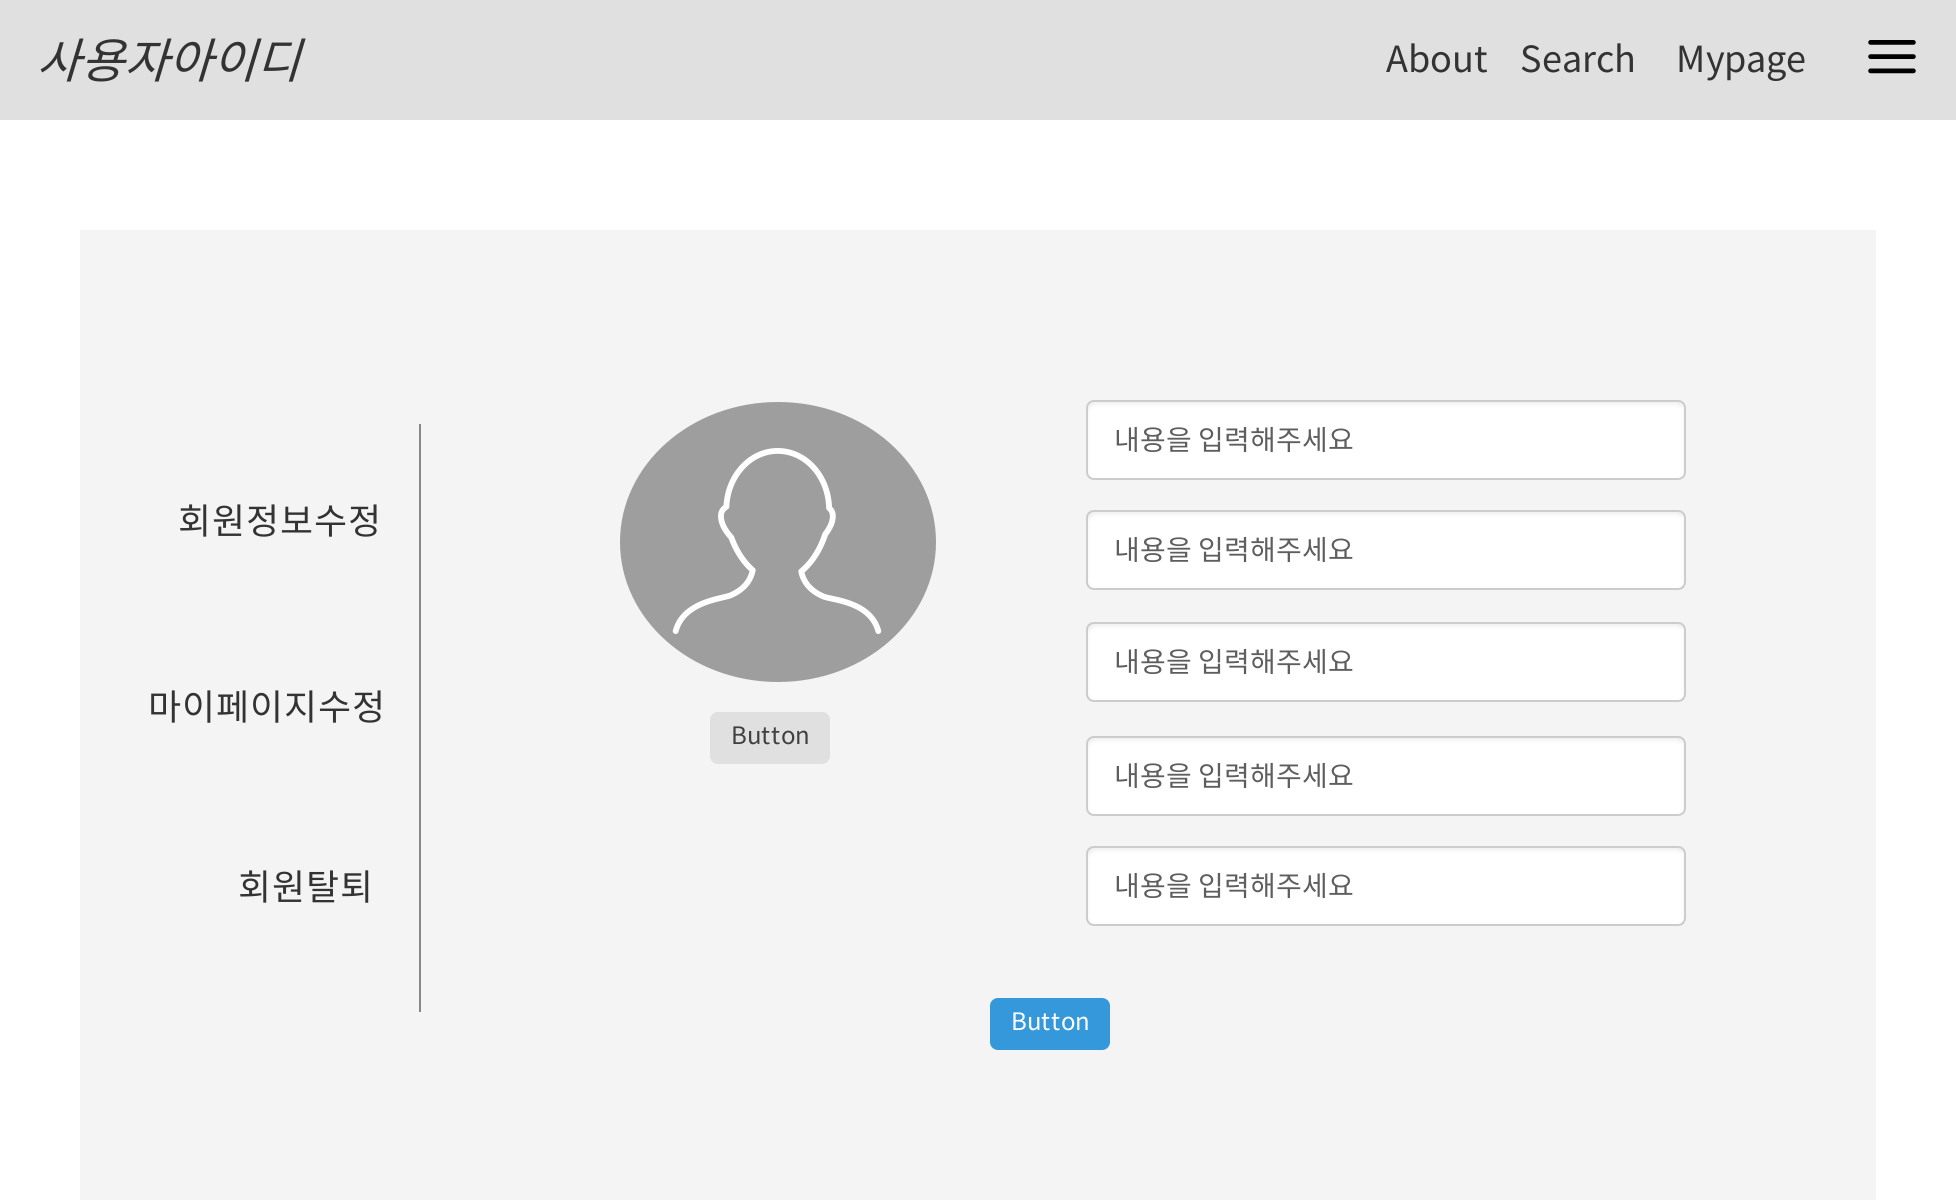 사용자아이디
About Search Mypage
회원정보수정
마이페이지수정
회원탈퇴
Button
내용을 입력해주세요
내용을 입력해주세요
내용을 입력해주세요
내용을 입력해주세요
내용을 입력해주세요
Button